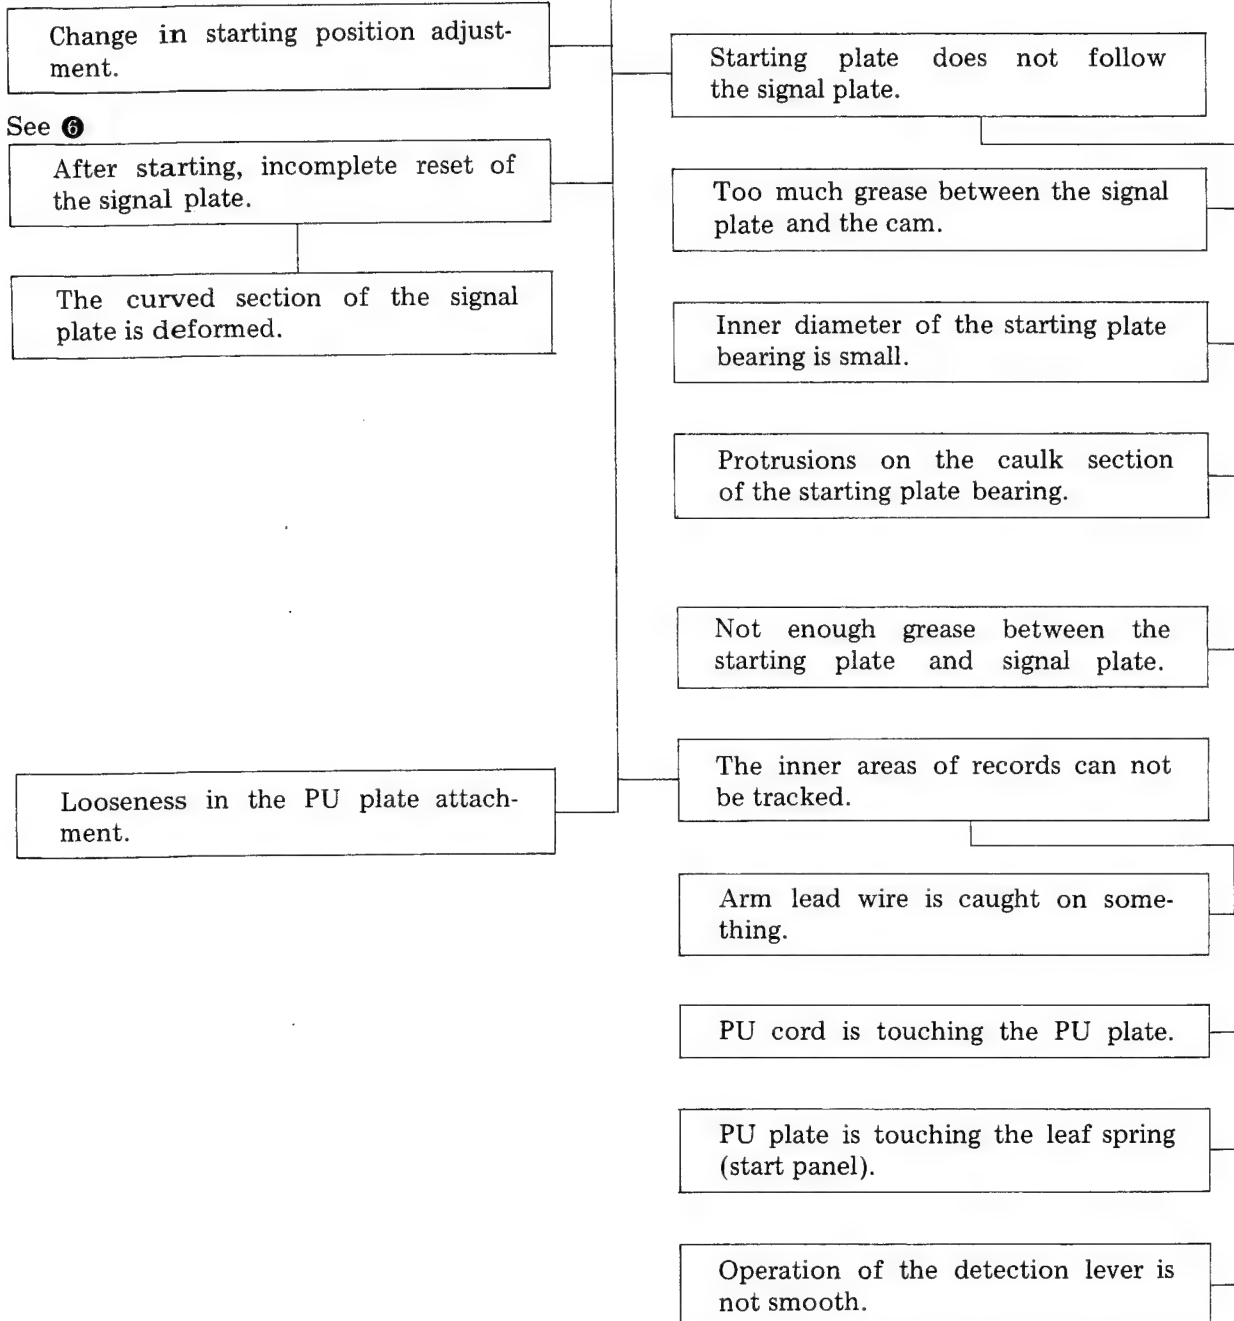 Change in starting position adjust-
ment.
See ❻
After starting, incomplete reset of
the signal plate.
The curved section of the signal
plate is deformed.
Looseness in the PU plate attach-
ment.
Starting plate does not follow
the signal plate.
Too much grease between the signal
plate and the cam.
Inner diameter of the starting plate
bearing is small.
Protrusions on the caulk section
of the starting plate bearing.
Not enough grease between the
starting plate and signal plate.
The inner areas of records can not
be tracked.
Arm lead wire is caught on some-
thing.
PU cord is touching the PU plate.
PU plate is touching the leaf spring
(start panel).
Operation of the detection lever is
not smooth.